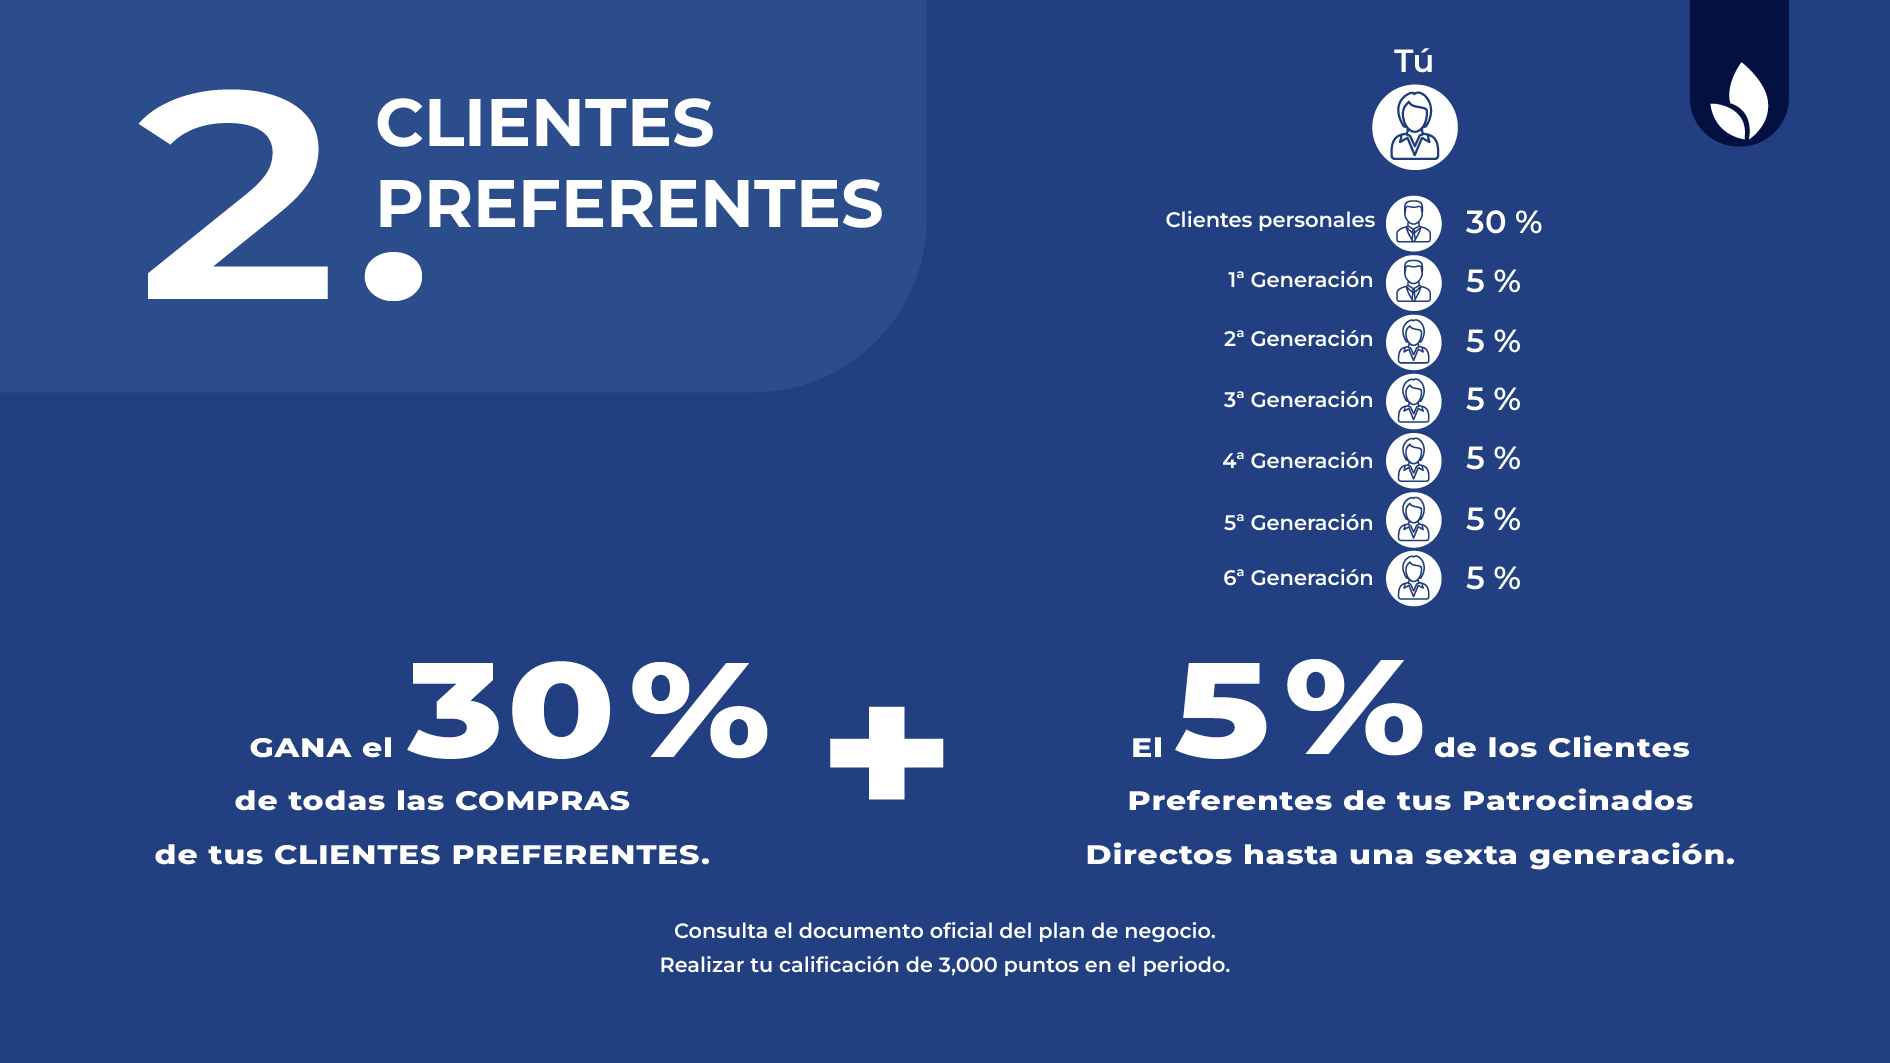 2.
CLIENTES
PREFERENTES
Tú
Clientes personales 30 %
1ª Generación 5 %
2ª Generación 5 %
3ª Generación 5 %
4ª Generación 5 %
5ª Generación 5 %
6ª Generación 5 %
GANA el 30%
de todas las COMPRAS
de tus CLIENTES PREFERENTES.
+
El 5% de los Clientes
Preferentes de tus Patrocinados
Directos hasta una sexta generación.
Consulta el documento oficial del plan de negocio.
Realizar tu calificación de 3,000 puntos en el periodo.